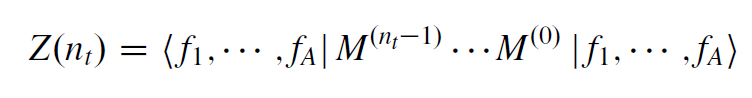 Z(n_t) = ⟨f_1, ⋯ , f_A| M^{(n_t−1)} ⋯ M^{(0)} |f_1, ⋯ , f_A⟩